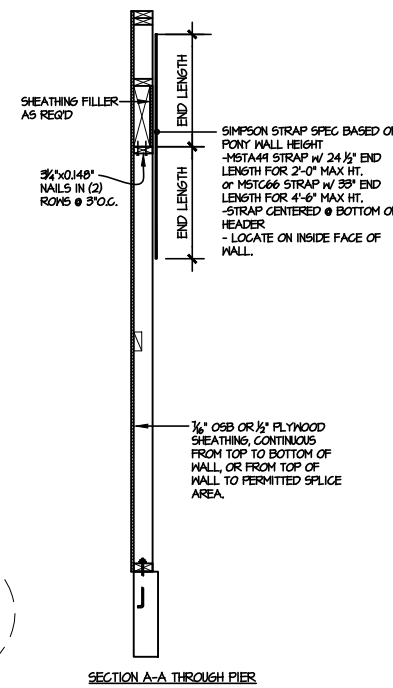 SHEATHING FILLER
AS REQ'D
END LENGTH
3¼"x0.148"
NAILS IN (2)
ROWS @ 3"O.C.
END LENGTH
SIMPSON STRAP SPEC BASED
PONY WALL HEIGHT
-MSTA49 STRAP W/ 24 ½" END
LENGTH FOR 2'-0" MAX HT.
or MSTC66 STRAP W/ 33" END
LENGTH FOR 4'-6" MAX HT.
-STRAP CENTERED @ BOTTOM
HEADER
- LOCATE ON INSIDE FACE OF
WALL.
7/16" OSB OR ½" PLYWOOD
SHEATHING, CONTINUOUS
FROM TOP TO BOTTOM OF
WALL, OR FROM TOP OF
WALL TO PERMITTED SPLICE
AREA.
SECTION A-A THROUGH PIER